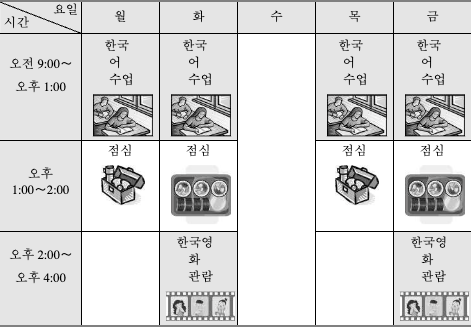 요일 월 화 수 목 금
시간
한국 한국 한국 한국
어 어 어 어
수업 수업 수업 수업
오전 9:00～
오후 1:00
점심 점심 점심 점심
오후
1:00～2:00
한국영 한국영
화 화
관람 관람
오후 2:00～
오후 4:00